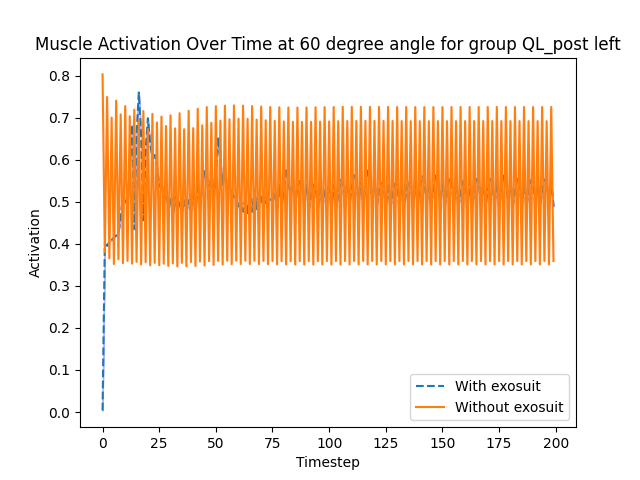 Muscle Activation Over Time at 60 degree angle for group QL_post left
0.8
0.7
0.6
0.5
0.4
0.3
0.2
0.1
0.0
Activation
With exosuit
Without exosuit
0 25 50 75 100 125 150 175 200
Timestep